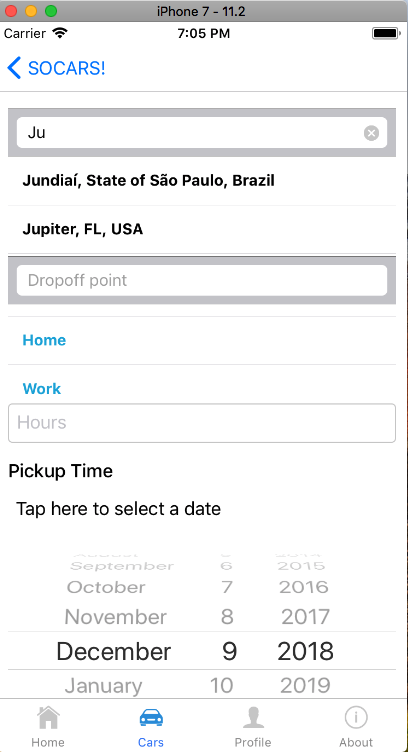 iPhone 7 - 11.2
Carrier 7:05 PM
SOCARS!
Ju
Jundiaí, State of São Paulo, Brazil
Jupiter, FL, USA
Dropoff point
Home
Work
Hours
Pickup Time
Tap here to select a date
September 6 2015
October 7 2016
November 8 2017
December 9 2018
January 10 2019
Home Cars Profile About